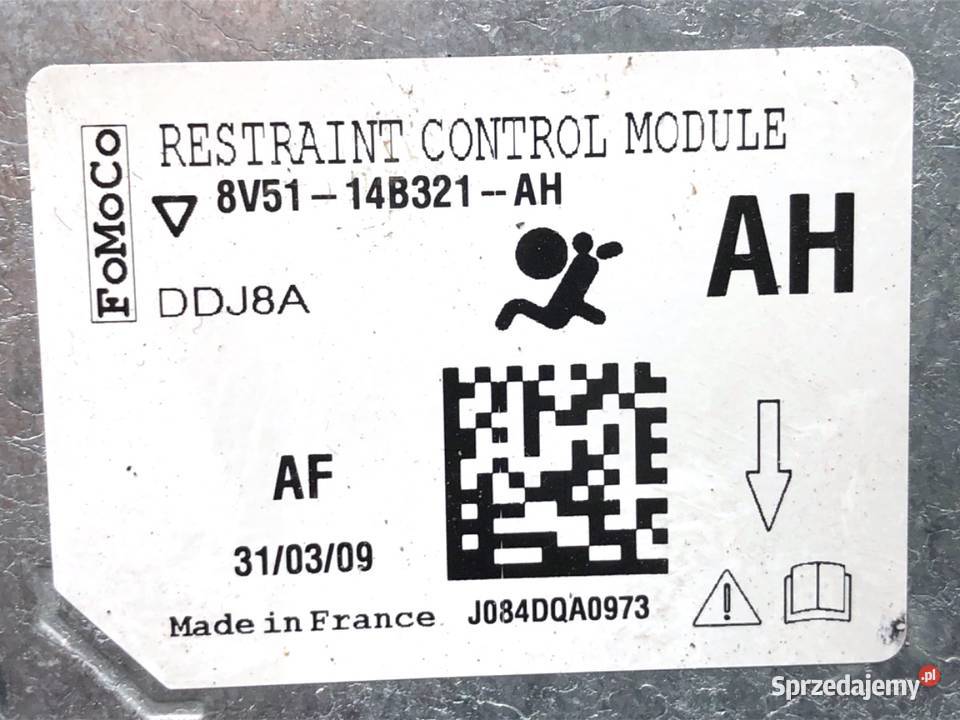 FoMoCo
RESTRAINT CONTROL MODULE
8V51-14B321--AH
AH
DDJ8A
AF
31/03/09
Made in France
J084DQA0973
Sprzedajemy.pl